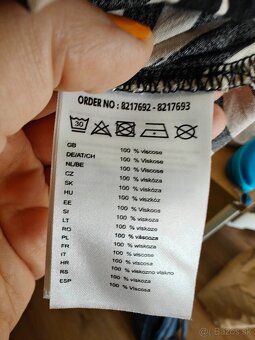 ORDER NO : 8217692 - 8217693
30
GB 100 % viscose
DE/AT/CH 100 % Viskose
NL/BE 100 % viscose
CZ 100 % viskóza
SK 100 % viskóza
HU 100 % viszkóz
EE 100 % viskoos
SI 100 % viskoza
LT 100 % viskozė
RO 100 % vâscoza
PL 100 % wiskoza
FR 100 % viscose
IT 100 % viscosa
HR 100 % viskoza
RS 100 % viskozno vlakno
ESP 100 % Viscosa